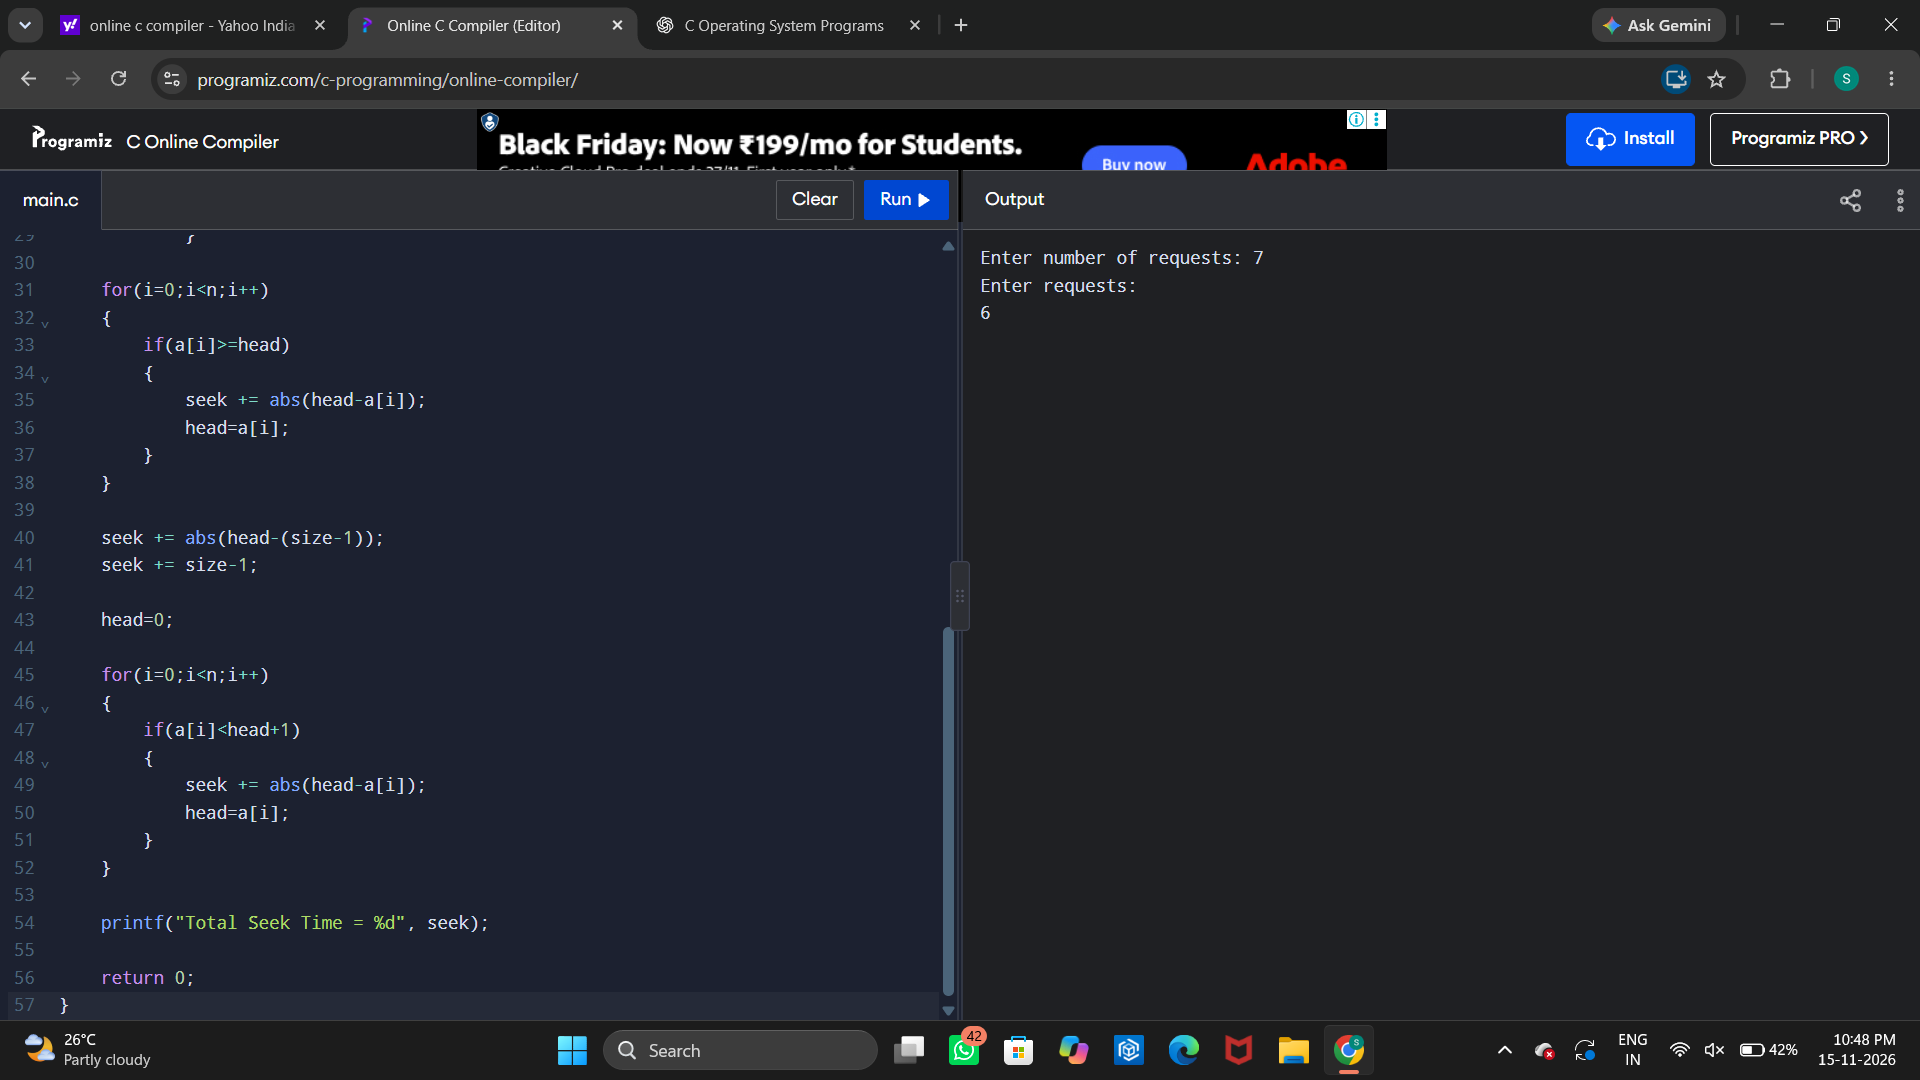 online c compiler - Yahoo India
Online C Compiler (Editor)
C Operating System Programs
Ask Gemini
programiz.com/c-programming/online-compiler/
S
Programiz C Online Compiler
Black Friday: Now ₹199/mo for Students.
Buy now
Adobe
Install
Programiz PRO
main.c
Clear
Run
Output
29 }
30
31 for(i=0;i<n;i++)
32 {
33 if(a[i]>=head)
34 {
35 seek += abs(head-a[i]);
36 head=a[i];
37 }
38 }
39
40 seek += abs(head-(size-1));
41 seek += size-1;
42
43 head=0;
44
45 for(i=0;i<n;i++)
46 {
47 if(a[i]<head+1)
48 {
49 seek += abs(head-a[i]);
50 head=a[i];
51 }
52 }
53
54 printf("Total Seek Time = %d", seek);
55
56 return 0;
57 }
Enter number of requests: 7
Enter requests:
6
26°C
Partly cloudy
Search
42
ENG
IN
42%
10:48 PM
15-11-2026